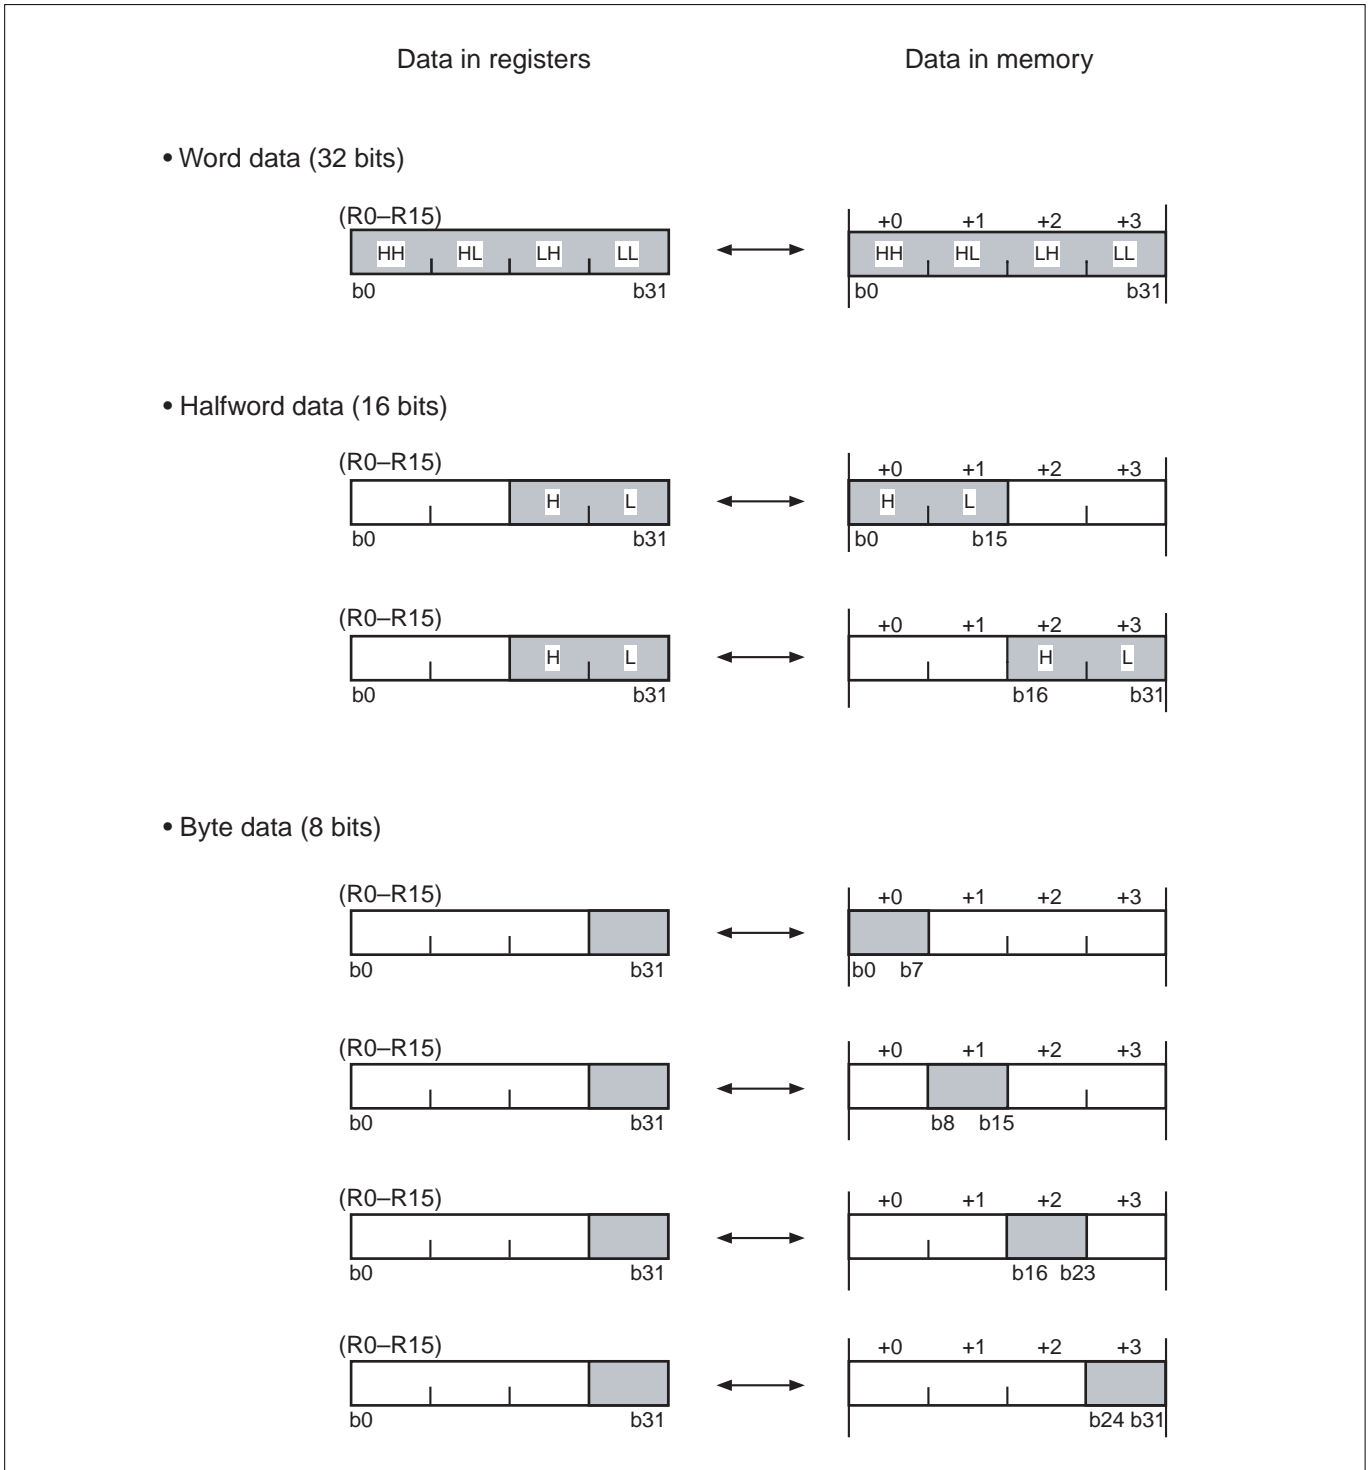 Data in registers Data in memory
• Word data (32 bits)
(R0–R15) +0 +1 +2 +3
HH HL LH LL HH HL LH LL
b0 b31 b0 b31
• Halfword data (16 bits)
(R0–R15) +0 +1 +2 +3
H L H L
b0 b31 b0 b15
(R0–R15) +0 +1 +2 +3
H L H L
b0 b31 b16 b31
• Byte data (8 bits)
(R0–R15) +0 +1 +2 +3
b0 b31 b0 b7
(R0–R15) +0 +1 +2 +3
b0 b31 b8 b15
(R0–R15) +0 +1 +2 +3
b0 b31 b16 b23
(R0–R15) +0 +1 +2 +3
b0 b31 b24 b31